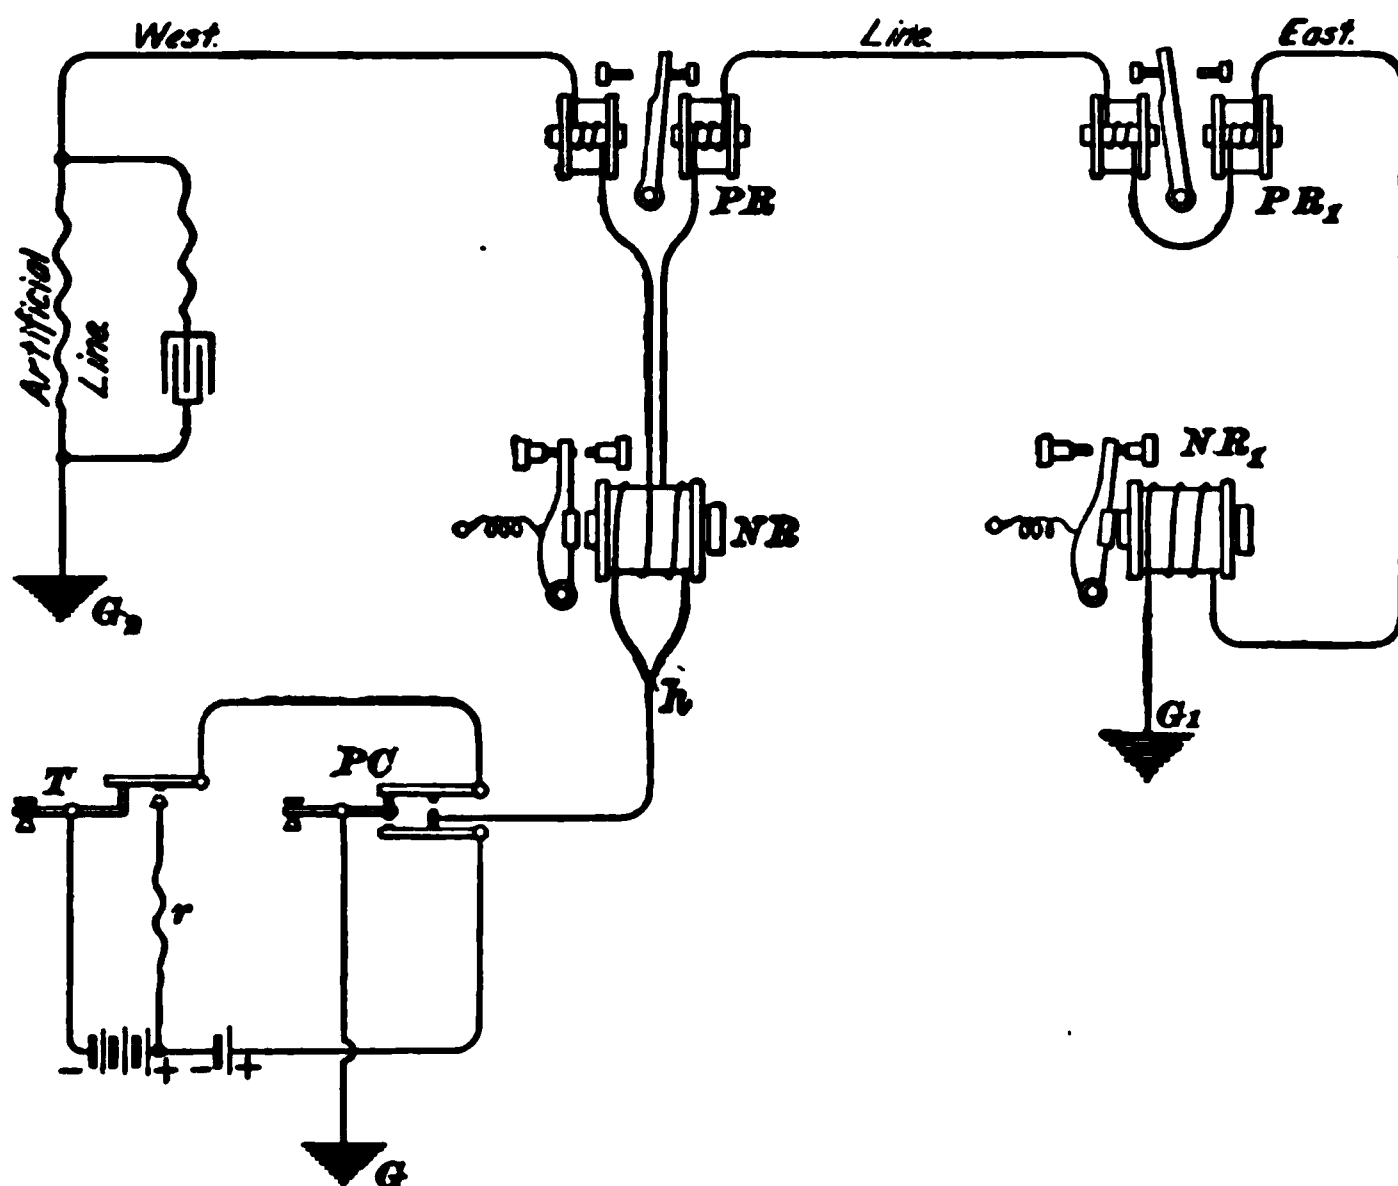 West.
Line
East.
PR
PR₁
Artificial
Line
NR₁
NR
G₂
h
G₁
T
PC
r
- + - +
G